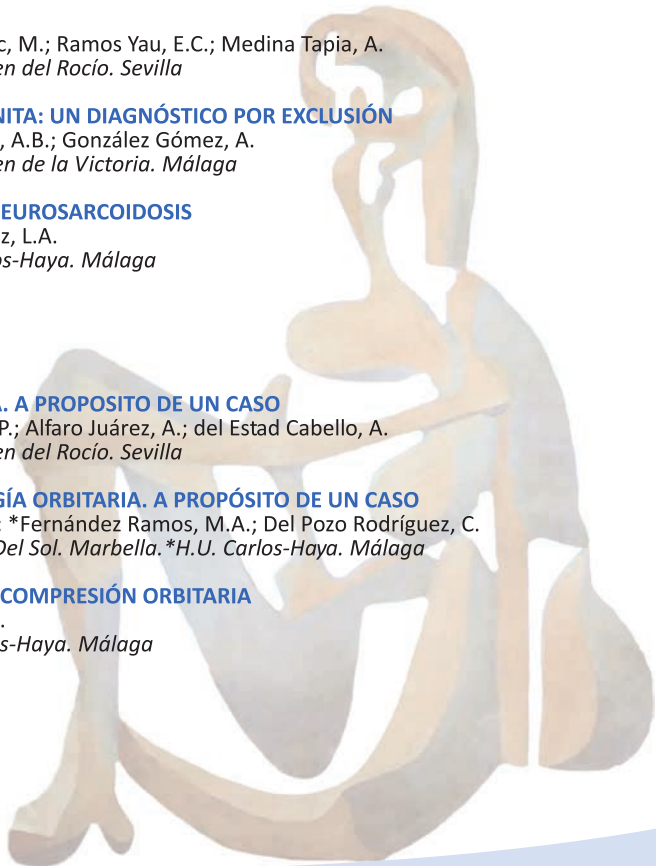 c, M.; Ramos Yau, E.C.; Medina Tapia, A.
en del Rocío. Sevilla
NITA: UN DIAGNÓSTICO POR EXCLUSIÓN
, A.B.; González Gómez, A.
en de la Victoria. Málaga
EUROSARCOIDOSIS
z, L.A.
os-Haya. Málaga
A. A PROPOSITO DE UN CASO
P.; Alfaro Juárez, A.; del Estad Cabello, A.
en del Rocío. Sevilla
GÍA ORBITARIA. A PROPÓSITO DE UN CASO
; *Fernández Ramos, M.A.; Del Pozo Rodríguez, C.
Del Sol. Marbella.*H.U. Carlos-Haya. Málaga
COMPRESIÓN ORBITARIA
.
s-Haya. Málaga